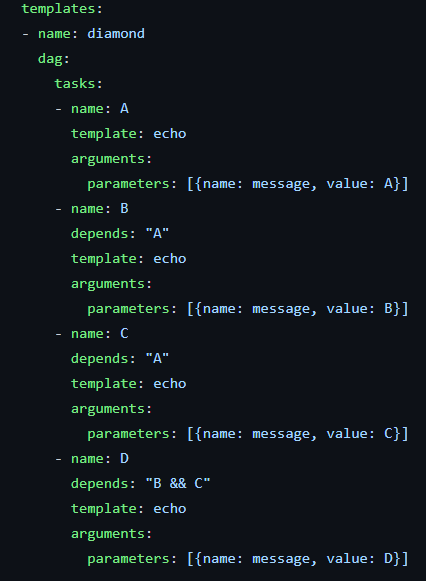 templates:
- name: diamond
  dag:
    tasks:
    - name: A
      template: echo
      arguments:
        parameters: [{name: message, value: A}]
    - name: B
      depends: "A"
      template: echo
      arguments:
        parameters: [{name: message, value: B}]
    - name: C
      depends: "A"
      template: echo
      arguments:
        parameters: [{name: message, value: C}]
    - name: D
      depends: "B && C"
      template: echo
      arguments:
        parameters: [{name: message, value: D}]